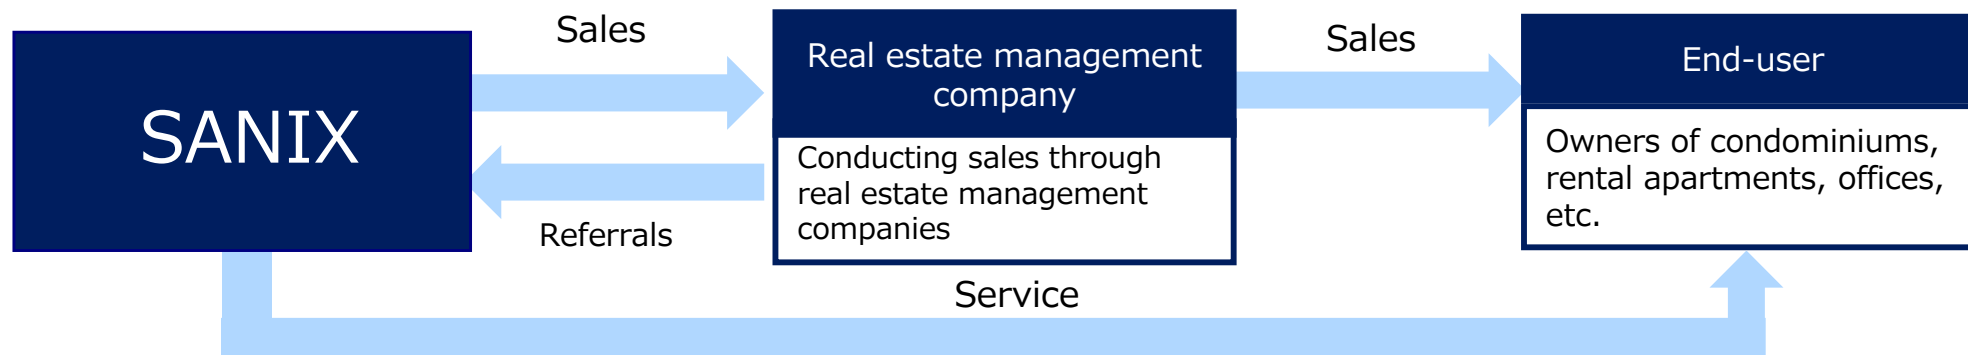 Sales
SANIX
Referrals
Real estate management
company
Conducting sales through
real estate management
companies
Sales
End-user
Owners of condominiums,
rental apartments, offices,
etc.
Service